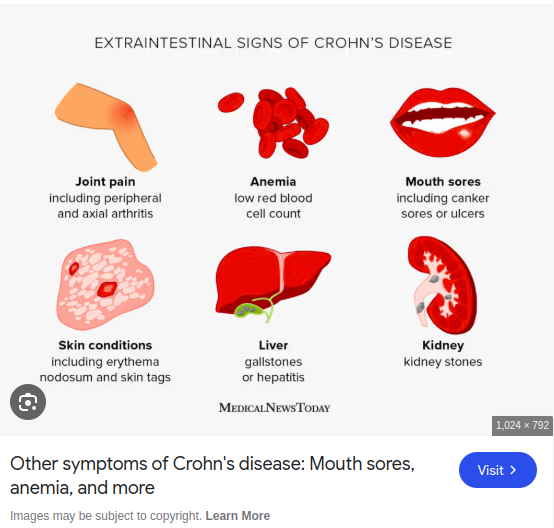 EXTRAINTESTINAL SIGNS OF CROHN'S DISEASE
Joint pain
including peripheral
and axial arthritis
Anemia
low red blood
cell count
Mouth sores
including canker
sores or ulcers
Skin conditions
including erythema
nodosum and skin tags
Liver
gallstones
or hepatitis
Kidney
kidney stones
MEDICALNEWSTODAY
1,024 × 792
Other symptoms of Crohn's disease: Mouth sores,
anemia, and more
Visit >
Images may be subject to copyright. Learn More